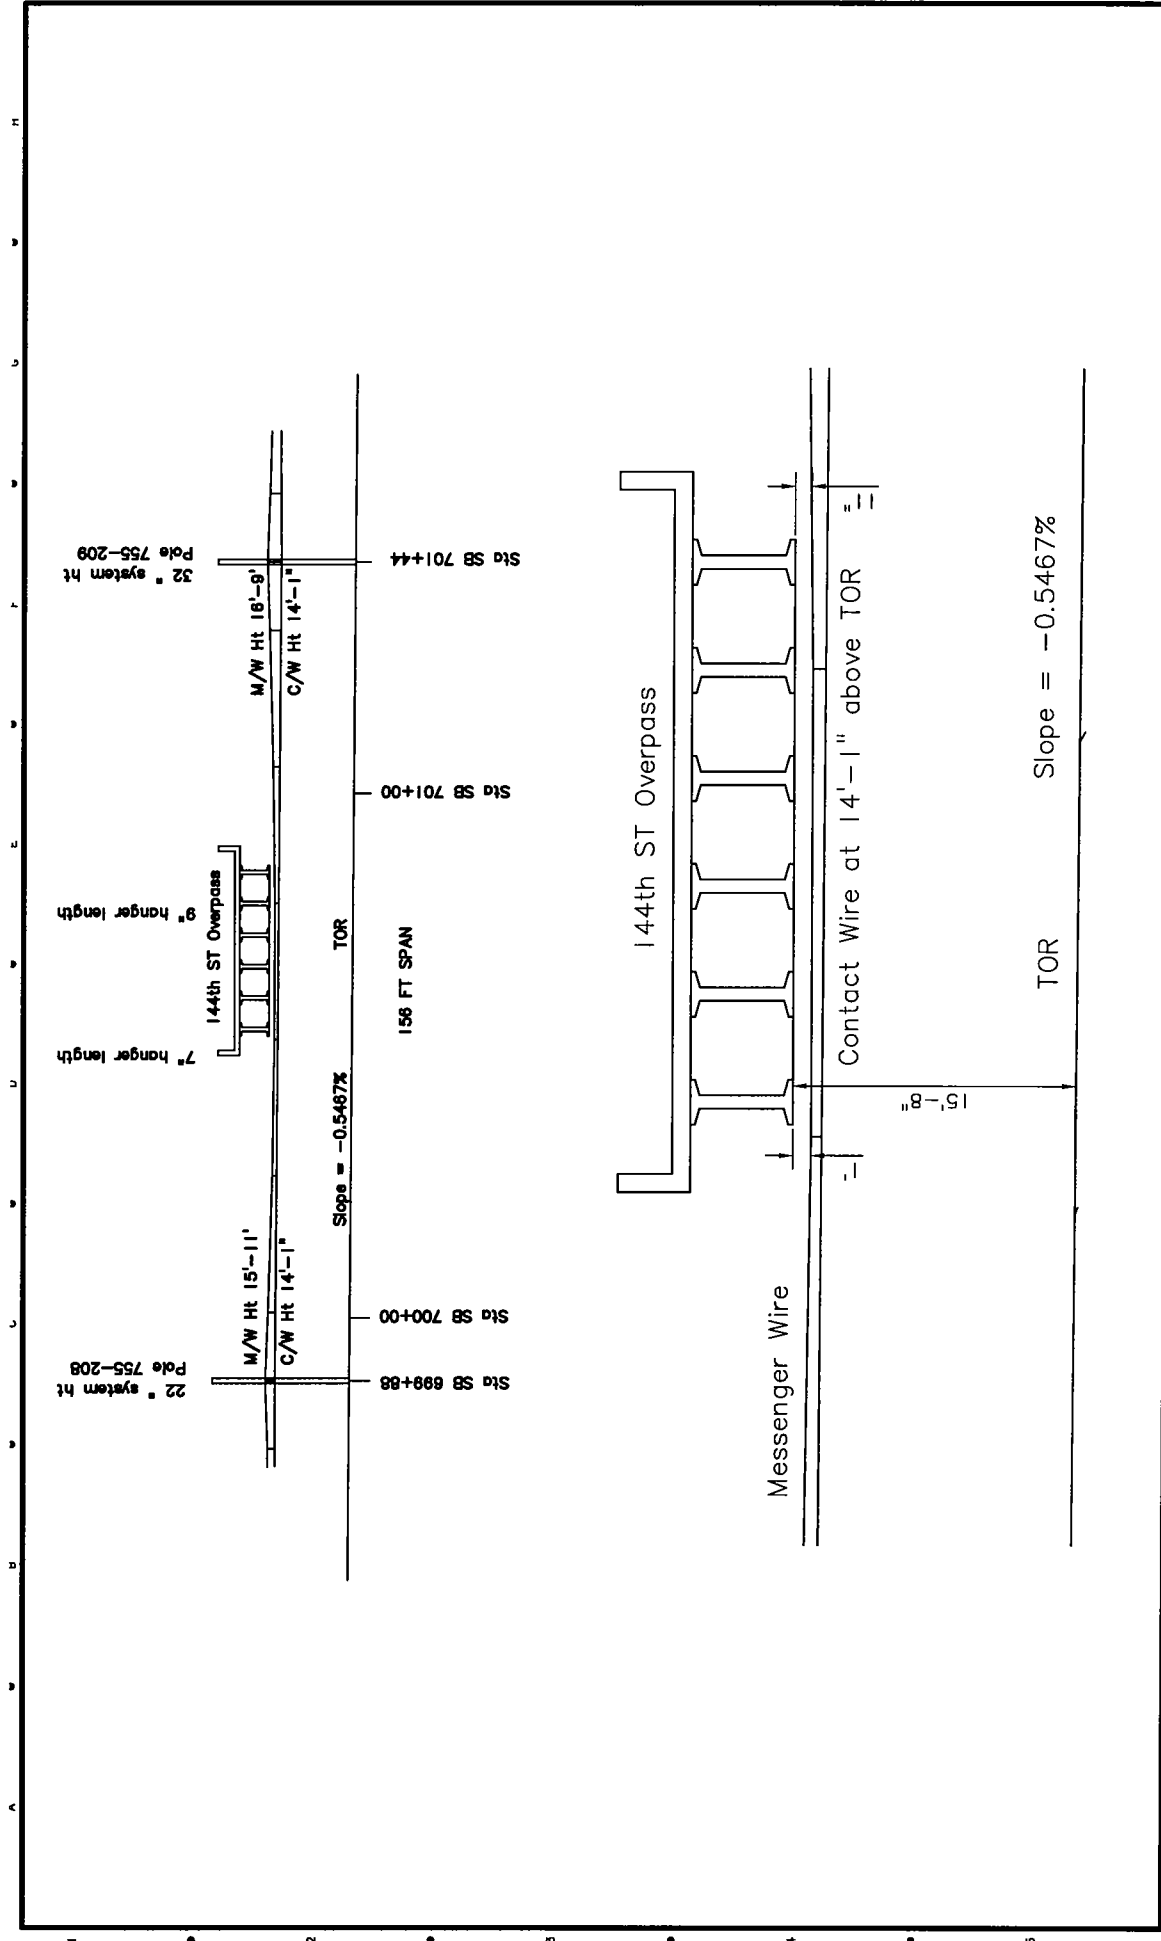 22 " system ht
Pole 755-208
7" hanger length
9" hanger length
32 " system ht
Pole 755-209
144th ST Overpass
M/W Ht 15'-11'
C/W Ht 14'-1"
M/W Ht 16'-9'
C/W Ht 14'-1"
Slope = -0.5467%
TOR
Sta SB 699+88
Sta SB 700+00
156 FT SPAN
Sta SB 701+00
Sta SB 701+44
144th ST Overpass
Messenger Wire
1'
11"
Contact Wire at 14'-1" above TOR
15'-8"
TOR
Slope = -0.5467%